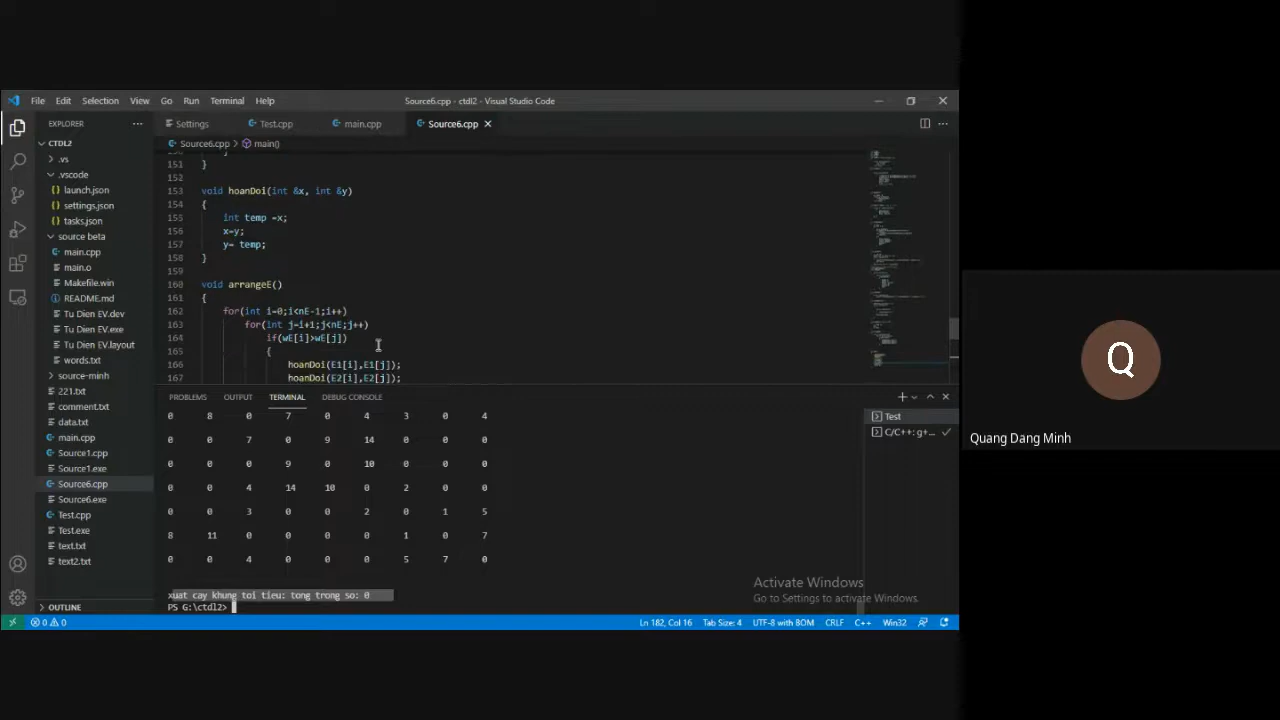 File Edit Selection View Go Run Terminal Help
Source6.cpp - ctdl2 - Visual Studio Code
EXPLORER
Settings Test.cpp main.cpp Source6.cpp
CTDL2
Source6.cpp > main()
.vs
.vscode
launch.json
settings.json
tasks.json
source beta
main.cpp
main.o
Makefile.win
README.md
Tu Dien EV.dev
Tu Dien EV.exe
Tu Dien EV.layout
words.txt
source-minh
221.txt
comment.txt
data.txt
main.cpp
Source1.cpp
Source1.exe
Source6.cpp
Source6.exe
Test.cpp
Test.exe
text.txt
text2.txt
OUTLINE
151 }
152
153 void hoanDoi(int &x, int &y)
154 {
155 int temp =x;
156 x=y;
157 y= temp;
158 }
159
160 void arrangeE()
161 {
162 for(int i=0;i<nE-1;i++)
163 for(int j=i+1;j<nE;j++)
164 if(wE[i]>wE[j])
165 {
166 hoanDoi(E1[i],E1[j]);
167 hoanDoi(E2[i],E2[j]);
PROBLEMS OUTPUT TERMINAL DEBUG CONSOLE
0 8 0 7 0 4 3 0 4
0 0 7 0 9 14 0 0 0
0 0 0 9 0 10 0 0 0
0 0 4 14 10 0 2 0 0
0 0 3 0 0 2 0 1 5
8 11 0 0 0 0 1 0 7
0 0 4 0 0 0 5 7 0
xuat cay khung toi tieu: tong trong so: 0
PS G:\ctdl2>
Test
C/C++: g+...
Activate Windows
Go to Settings to activate Windows.
0 0 Ln 182, Col 16 Tab Size: 4 UTF-8 with BOM CRLF C++ Win32
Q
Quang Dang Minh